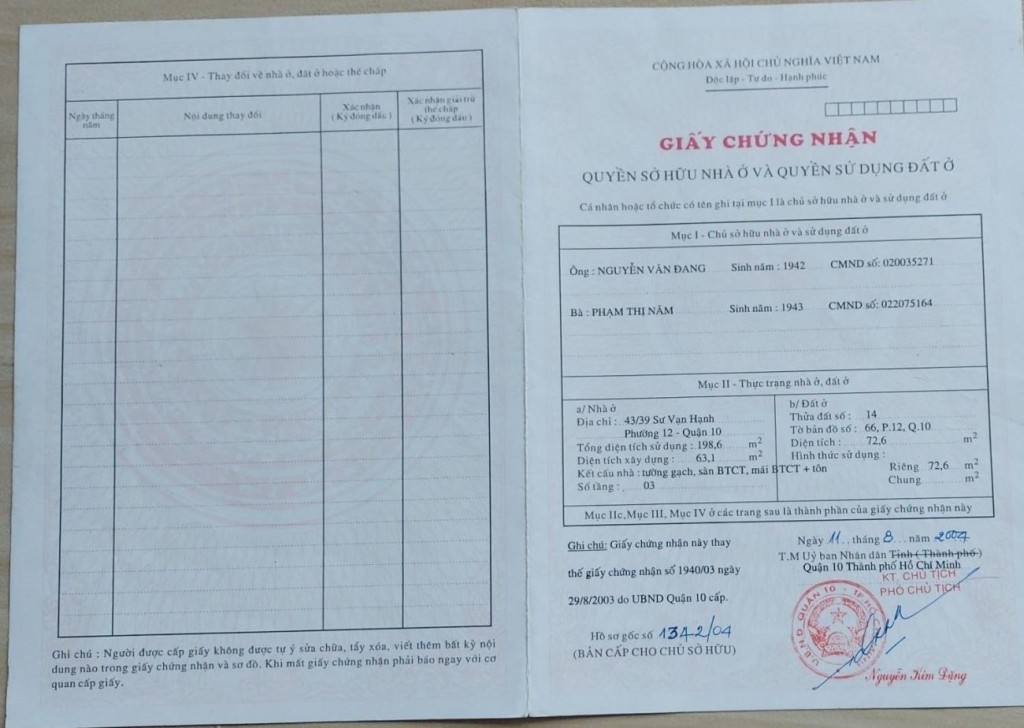 Mục IV - Thay đổi về nhà ở, đất ở hoặc thế chấp
Ngày tháng năm
Nội dung thay đổi
Xác nhận
( Ký đóng dấu )
Xác nhận giải trừ thế chấp
( Ký đóng dấu )
Ghi chú : Người được cấp giấy không được tự ý sửa chữa, tẩy xóa, viết thêm bất kỳ nội
dung nào trong giấy chứng nhận và sơ đồ. Khi mất giấy chứng nhận phải báo ngay với cơ
quan cấp giấy.
CỘNG HÒA XÃ HỘI CHỦ NGHĨA VIỆT NAM
Độc lập - Tự do - Hạnh phúc
GIẤY CHỨNG NHẬN
QUYỀN SỞ HỮU NHÀ Ở VÀ QUYỀN SỬ DỤNG ĐẤT Ở
Cá nhân hoặc tổ chức có tên ghi tại mục I là chủ sở hữu nhà ở và sử dụng đất ở
Mục I - Chủ sở hữu nhà ở và sử dụng đất ở
Ông : NGUYỄN VĂN ĐANG Sinh năm : 1942 CMND số: 020035271
Bà : PHẠM THỊ NĂM Sinh năm : 1943 CMND số: 022075164
Mục II - Thực trạng nhà ở, đất ở
a/ Nhà ở
Địa chỉ : 43/39 Sư Vạn Hạnh
Phường 12 - Quận 10
Tổng diện tích sử dụng : 198,6 m2
Diện tích xây dựng : 63,1 m2
Kết cấu nhà : tường gạch, sàn BTCT, mái BTCT + tôn
Số tầng : 03
b/ Đất ở
Thửa đất số : 14
Tờ bản đồ số : 66, P.12, Q.10
Diện tích : 72,6 m2
Hình thức sử dụng :
Riêng 72,6 m2
Chung m2
Mục IIc,Mục III, Mục IV ở các trang sau là thành phần của giấy chứng nhận này
Ghi chú: Giấy chứng nhận này thay
thế giấy chứng nhận số 1940/03 ngày
29/8/2003 do UBND Quận 10 cấp.
Hồ sơ gốc số 1342/04
(BẢN CẤP CHO CHỦ SỞ HỮU)
Ngày 11 tháng 8 năm 2004
T.M Uỷ ban Nhân dân Tỉnh ( Thành phố )
Quận 10 Thành phố Hồ Chí Minh
KT. CHỦ TỊCH
PHÓ CHỦ TỊCH
U.B.N.D QUẬN 10 - T.P HỒ CHÍ MINH
Nguyễn Kim Đặng